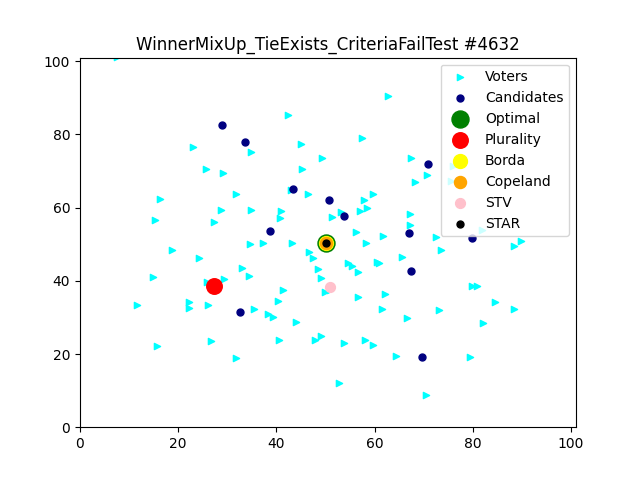 WinnerMixUp_TieExists_CriteriaFailTest #4632
100
80
60
40
20
0
0 20 40 60 80 100
Voters
Candidates
Optimal
Plurality
Borda
Copeland
STV
STAR